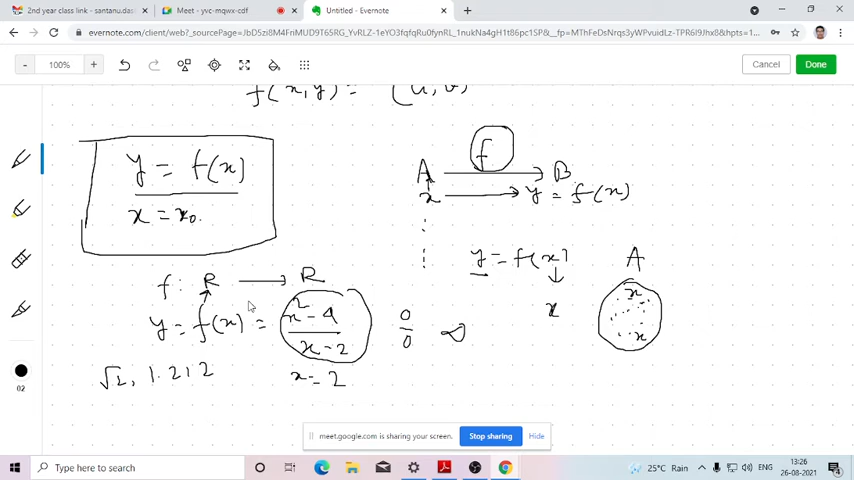 2nd year class link - santanu.das
Meet - yvc-mqwx-cdf
Untitled - Evernote
evernote.com/client/web?_sourcePage=JbD5zi8M4FriMUD9T65RG_YvRLZ-1eYO3fqfqRu0fynRL_1nukNa4gH1t86pc1SP&__fp=MThFeDsNrqs3yWPVsidLz-TPR6I9Jhx8&hpts=1...
- 100% +
Cancel Done
f(x,y) = (u,v)
y = f(x)
x = x₀.
A f → B
x → y = f(x)
y = f(x) A
x
x
x
f: R → R
y = f(x) = x²-4 / x-2
0/0 ∞
√2, 1.212 x=2
meet.google.com is sharing your screen. Stop sharing Hide
02
Type here to search
25°C Rain ENG 13:26
26-08-2021